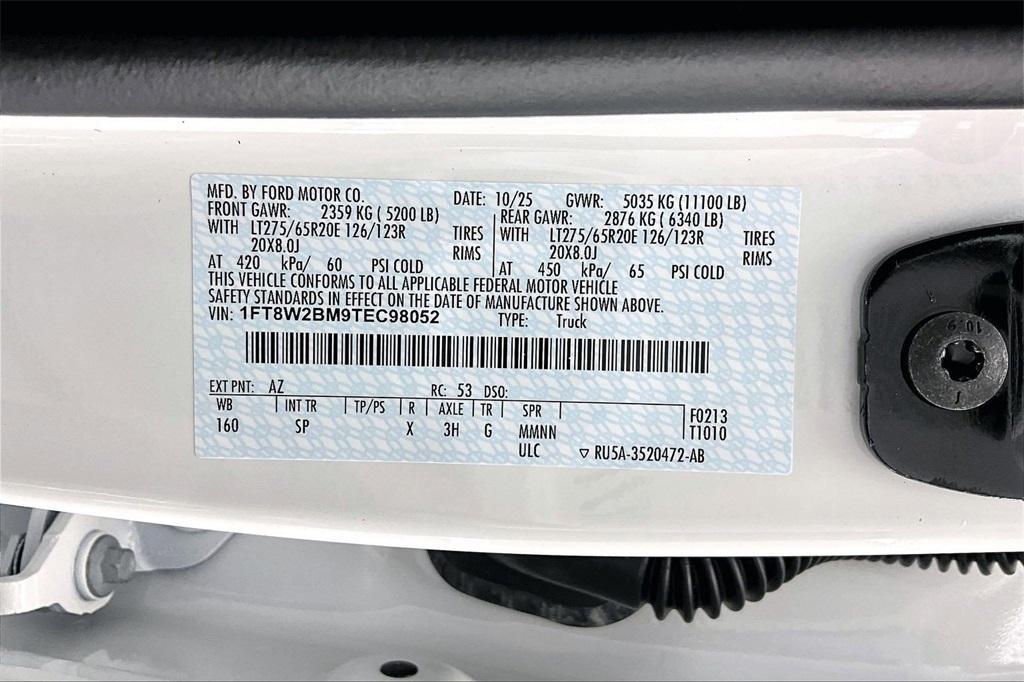 MFD. BY FORD MOTOR CO. DATE: 10/25 GVWR: 5035 KG (11100 LB)
FRONT GAWR: 2359 KG ( 5200 LB) REAR GAWR: 2876 KG ( 6340 LB)
WITH LT275/65R20E 126/123R TIRES WITH LT275/65R20E 126/123R TIRES
20X8.0J RIMS 20X8.0J RIMS
AT 420 kPa/ 60 PSI COLD AT 450 kPa/ 65 PSI COLD
THIS VEHICLE CONFORMS TO ALL APPLICABLE FEDERAL MOTOR VEHICLE
SAFETY STANDARDS IN EFFECT ON THE DATE OF MANUFACTURE SHOWN ABOVE.
VIN: 1FT8W2BM9TEC98052 TYPE: Truck
EXT PNT: AZ RC: 53 DSO:
WB INT TR TP/PS R AXLE TR SPR F0213
160 SP X 3H G MMNN T1010
ULC RU5A-3520472-AB
10.9
J